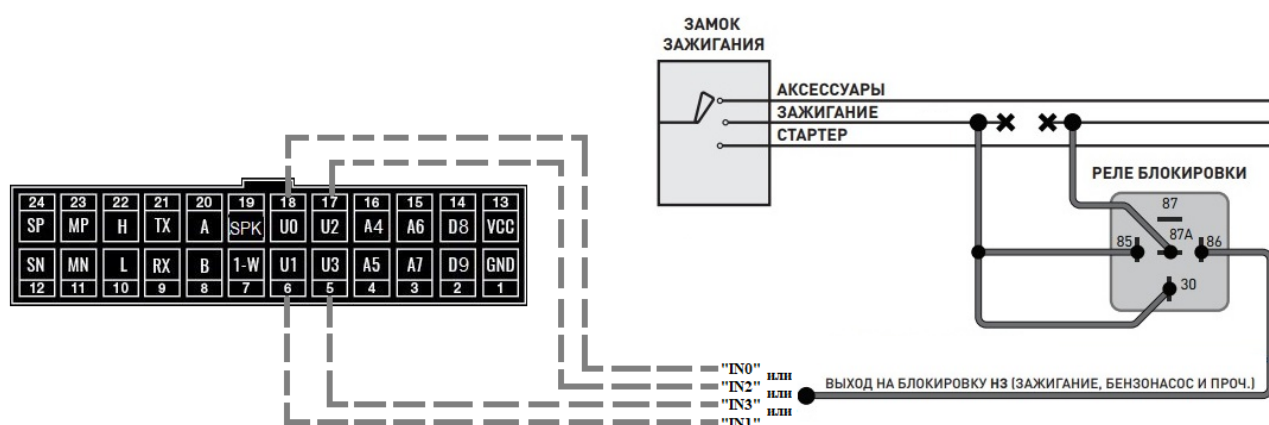 ЗАМОК
ЗАЖИГАНИЯ
АКСЕССУАРЫ
ЗАЖИГАНИЕ
СТАРТЕР
РЕЛЕ БЛОКИРОВКИ
87
87A
85
86
30
24 23 22 21 20 19 18 17 16 15 14 13
SP MP H TX A SPK U0 U2 A4 A6 D8 VCC
SN MN L RX B 1-W U1 U3 A5 A7 D9 GND
12 11 10 9 8 7 6 5 4 3 2 1
"IN0" или
"IN2" или
"IN3" или
"IN1"
ВЫХОД НА БЛОКИРОВКУ НЗ (ЗАЖИГАНИЕ, БЕНЗОНАСОС И ПРОЧ.)